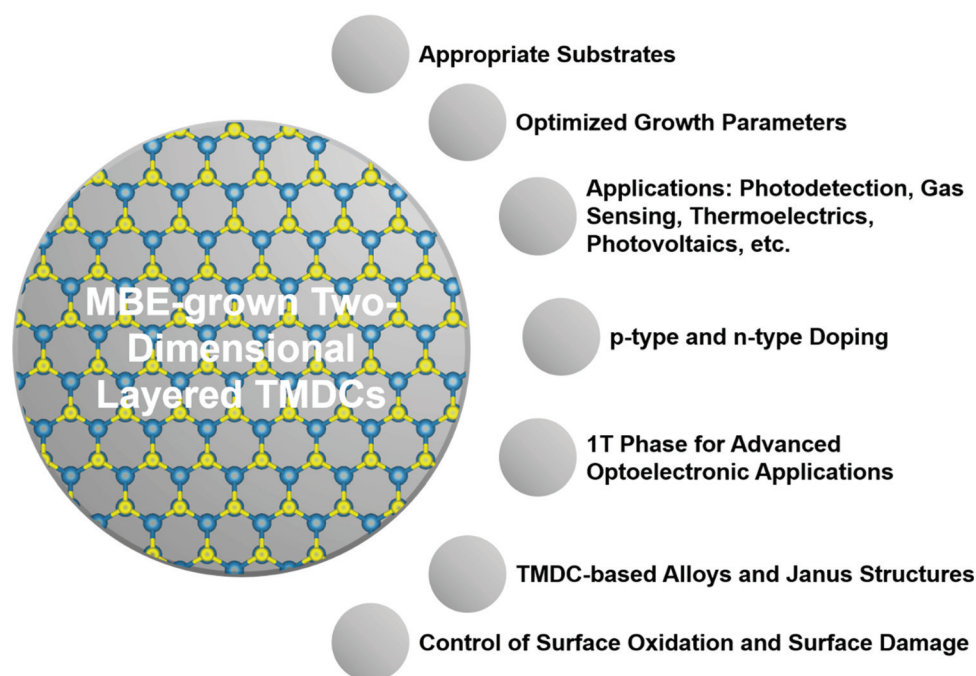 Appropriate Substrates
Optimized Growth Parameters
Applications: Photodetection, Gas
Sensing, Thermoelectrics,
Photovoltaics, etc.
MBE-grown Two-
Dimensional
Layered TMDCs
p-type and n-type Doping
1T Phase for Advanced
Optoelectronic Applications
TMDC-based Alloys and Janus Structures
Control of Surface Oxidation and Surface Damage